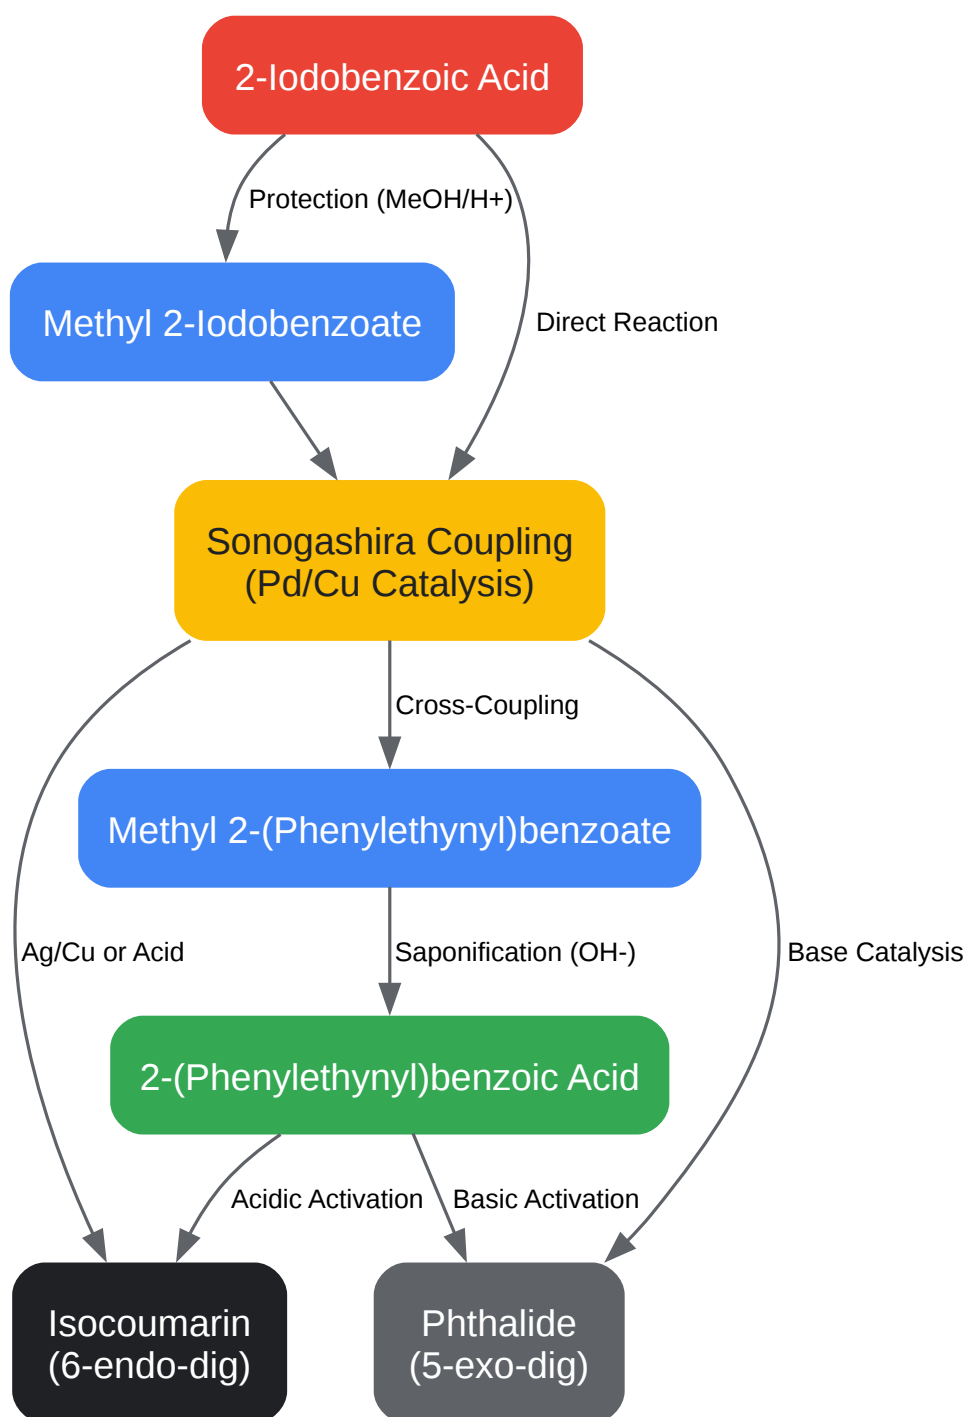 2-Iodobenzoic Acid
Protection (MeOH/H+)
Methyl 2-Iodobenzoate
Direct Reaction
Sonogashira Coupling
(Pd/Cu Catalysis)
Cross-Coupling
Methyl 2-(Phenylethynyl)benzoate
Ag/Cu or Acid
Saponification (OH-)
Base Catalysis
2-(Phenylethynyl)benzoic Acid
Acidic Activation
Basic Activation
Isocoumarin
(6-endo-dig)
Phthalide
(5-exo-dig)